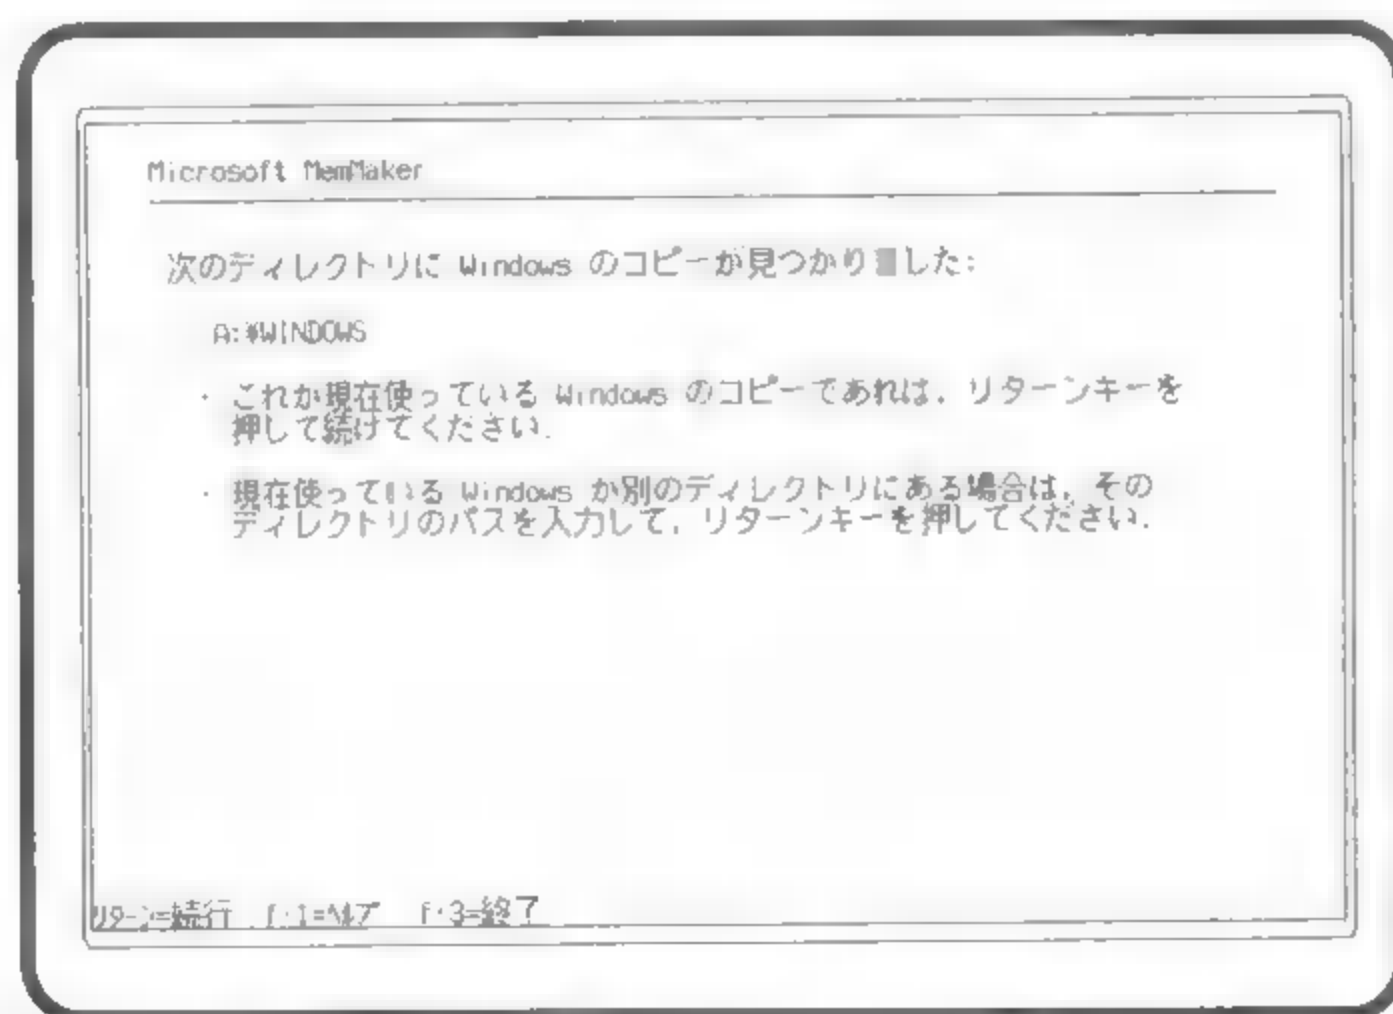 Microsoft MemMaker
次のディレクトリに Windows のコピーが見つかりました:
A:¥WINDOWS
・これが現在使っている Windows のコピーであれば，リターンキーを
押して続けてください．
・現在使っている Windows が別のディレクトリにある場合は，その
ディレクトリのパスを入力して，リターンキーを押してください．
ﾘﾀｰﾝ=続行 f･1=ﾍﾙﾌﾟ f･3=終了